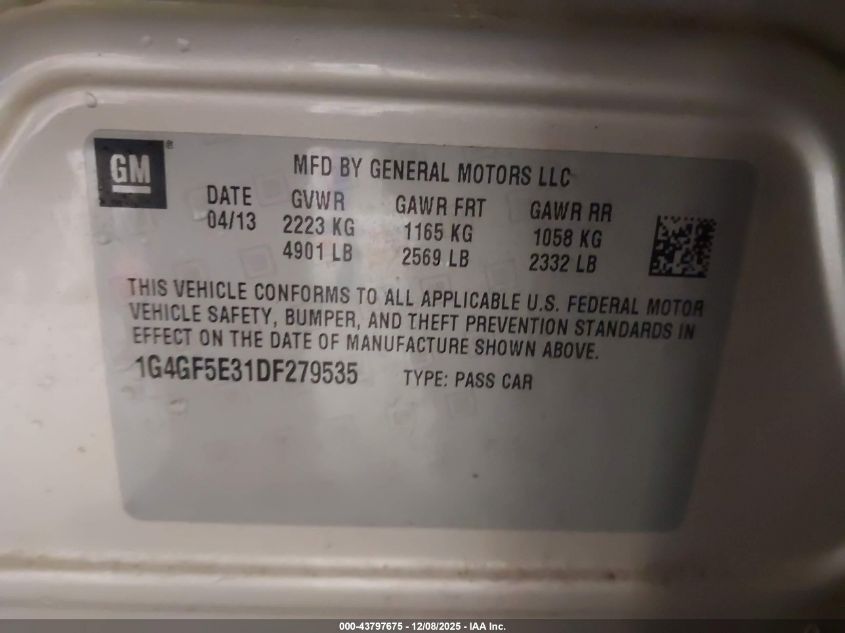 GM ®
MFD BY GENERAL MOTORS LLC
DATE GVWR GAWR FRT GAWR RR
04/13 2223 KG 1165 KG 1058 KG
4901 LB 2569 LB 2332 LB
THIS VEHICLE CONFORMS TO ALL APPLICABLE U.S. FEDERAL MOTOR
VEHICLE SAFETY, BUMPER, AND THEFT PREVENTION STANDARDS IN
EFFECT ON THE DATE OF MANUFACTURE SHOWN ABOVE.
1G4GF5E31DF279535 TYPE: PASS CAR
000-43797675 - 12/08/2025 - IAA Inc.